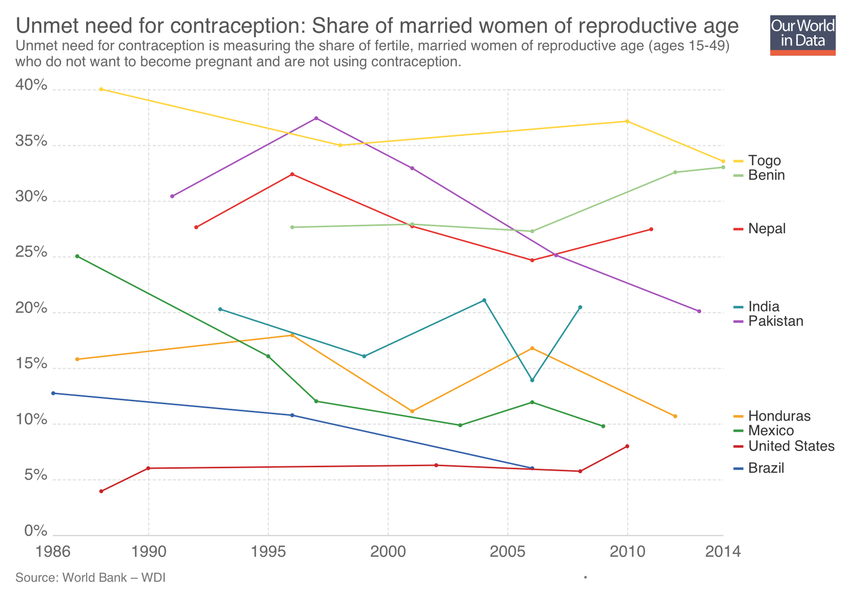 Unmet need for contraception: Share of married women of reproductive age
Our World
in Data
Unmet need for contraception is measuring the share of fertile, married women of reproductive age (ages 15-49)
who do not want to become pregnant and are not using contraception.
40%
35%
30%
25%
20%
15%
10%
5%
0%
Togo
Benin
Nepal
India
Pakistan
Honduras
Mexico
United States
Brazil
1986
1990
1995
2000
2005
2010
2014
Source: World Bank – WDI